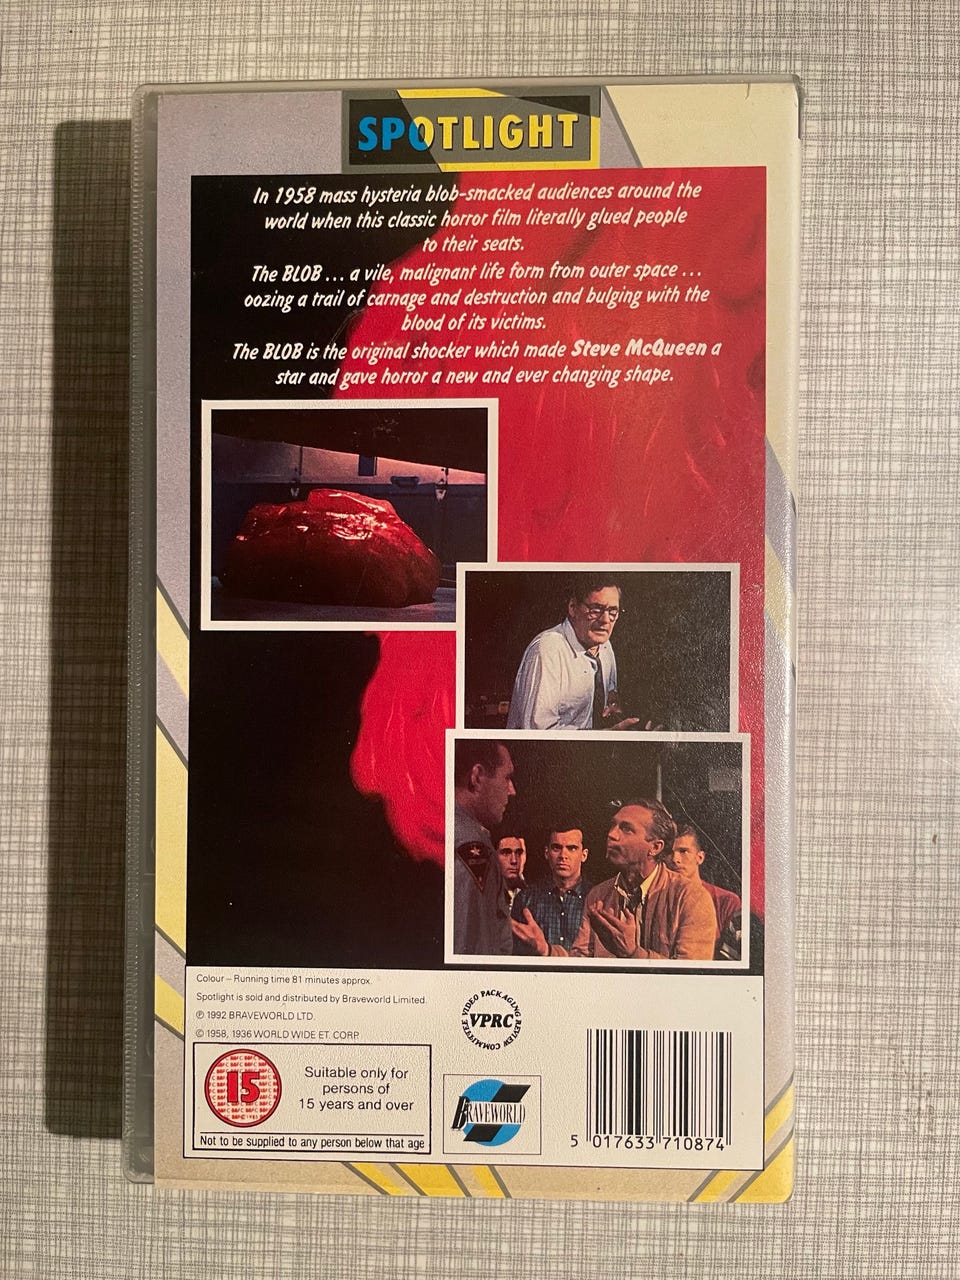 SPOTLIGHT
In 1958 mass hysteria blob-smacked audiences around the
world when this classic horror film literally glued people
to their seats.
The BLOB ... a vile, malignant life form from outer space ...
oozing a trail of carnage and destruction and bulging with the
blood of its victims.
The BLOB is the original shocker which made Steve McQueen a
star and gave horror a new and ever changing shape.
Colour – Running time 81 minutes approx.
Spotlight is sold and distributed by Braveworld Limited.
℗ 1992 BRAVEWORLD LTD.
© 1958, 1936 WORLD WIDE ET. CORP.
VIDEO PACKAGING REVIEW COMMITTEE
VPRC
15
Suitable only for
persons of
15 years and over
Not to be supplied to any person below that age
BRAVEWORLD
5 017633 710874